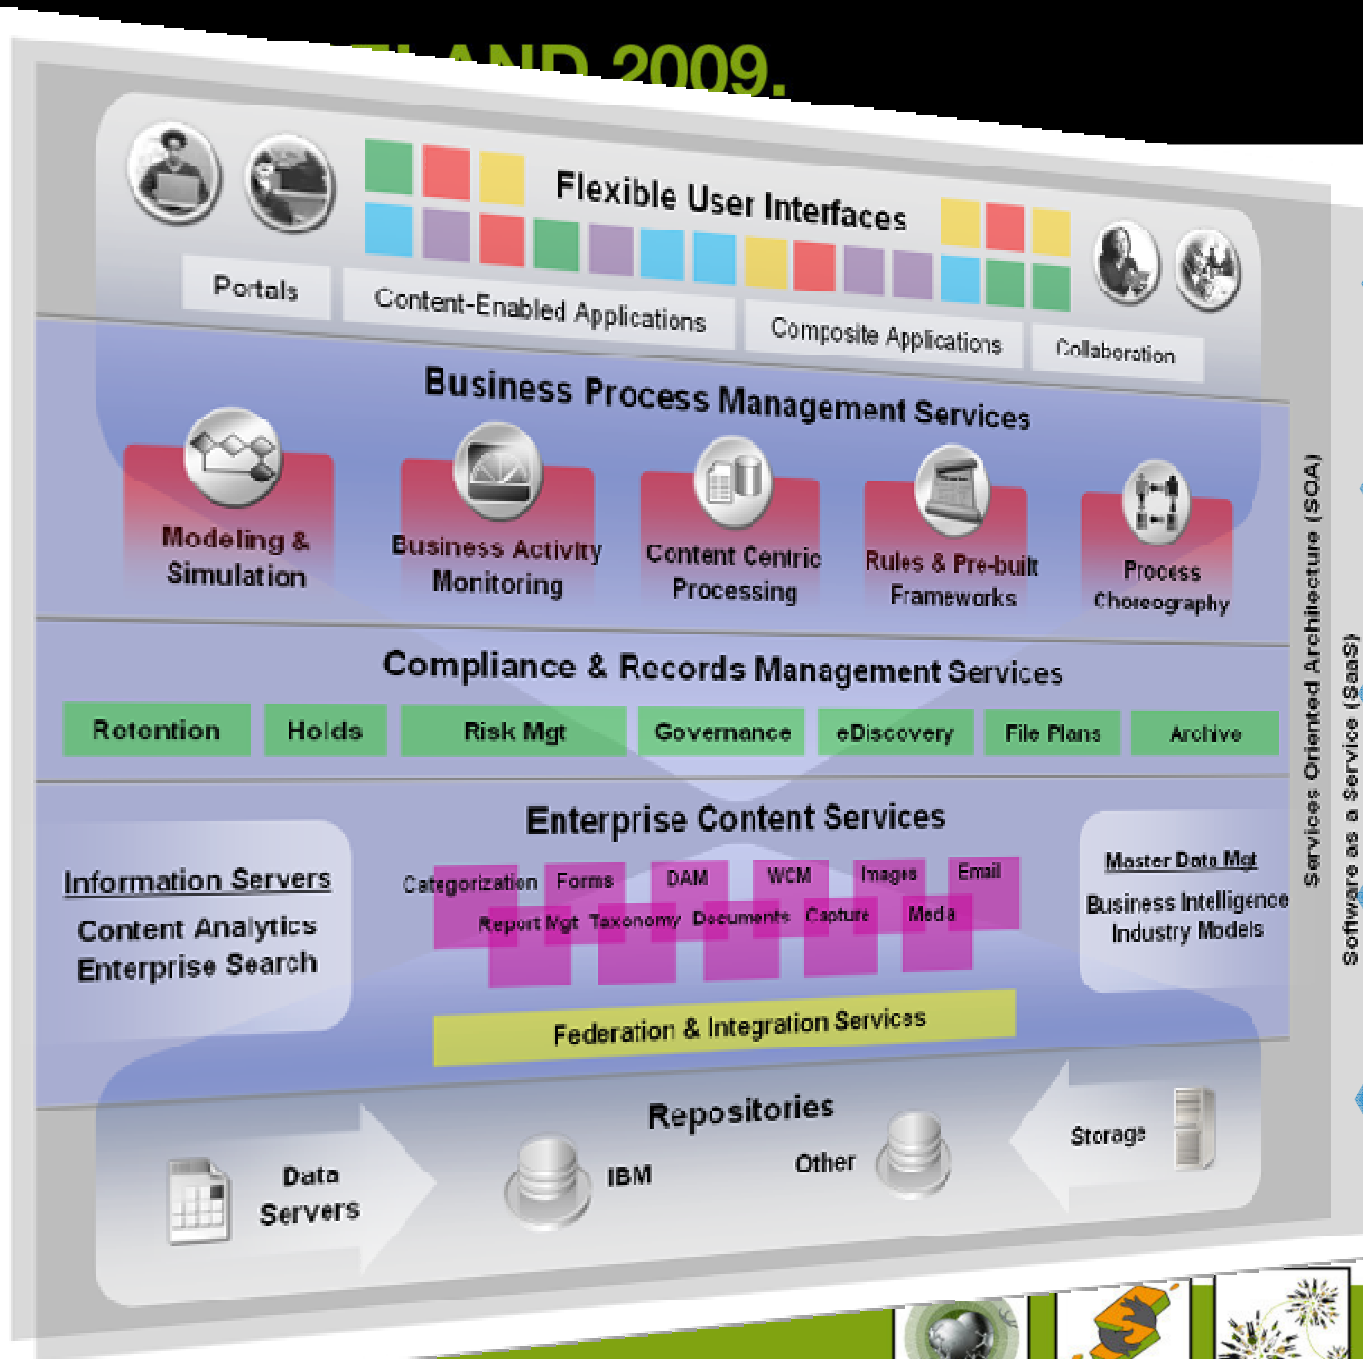 2009.
Flexible User Interfaces
Portals
Content-Enabled Applications
Composite Applications
Collaboration
Business Process Management Services
Modeling &
Simulation
Business Activity
Monitoring
Content Centric
Processing
Rules & Pre-built
Frameworks
Process
Choreography
Compliance & Records Management Services
Retention
Holds
Risk Mgt
Governance
eDiscovery
File Plans
Archive
Enterprise Content Services
Information Servers
Content Analytics
Enterprise Search
Categorization
Forms
DAM
WCM
Images
Email
Report Mgt
Taxonomy
Documents
Capture
Media
Master Data Mgt
Business Intelligence
Industry Models
Federation & Integration Services
Repositories
Data
Servers
IBM
Other
Storage
Services Oriented Architecture (SOA)
Software as a Service (SaaS)